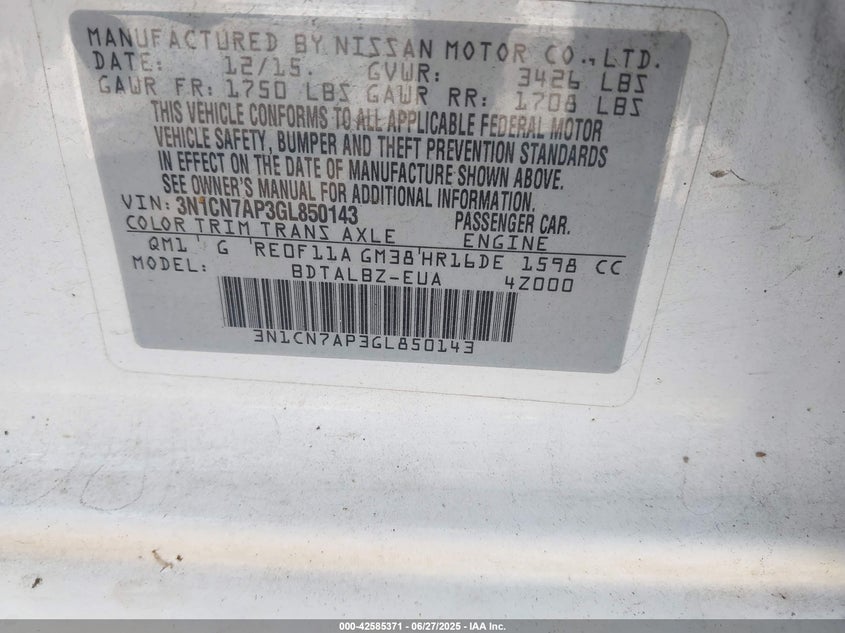 MANUFACTURED BY NISSAN MOTOR CO., LTD.
DATE: 12/15. GVWR: 3426 LBS
GAWR FR: 1750 LBS GAWR RR: 1708 LBS
THIS VEHICLE CONFORMS TO ALL APPLICABLE FEDERAL MOTOR
VEHICLE SAFETY, BUMPER AND THEFT PREVENTION STANDARDS
IN EFFECT ON THE DATE OF MANUFACTURE SHOWN ABOVE.
SEE OWNER'S MANUAL FOR ADDITIONAL INFORMATION.
VIN: 3N1CN7AP3GL850143 PASSENGER CAR.
COLOR TRIM TRANS AXLE ENGINE
QM1 G RE0F11A GM38 HR16DE 1598 CC
MODEL: BDTALBZ-EUA 4Z000
3N1CN7AP3GL850143
000-42585371 - 06/27/2025 - IAA Inc.